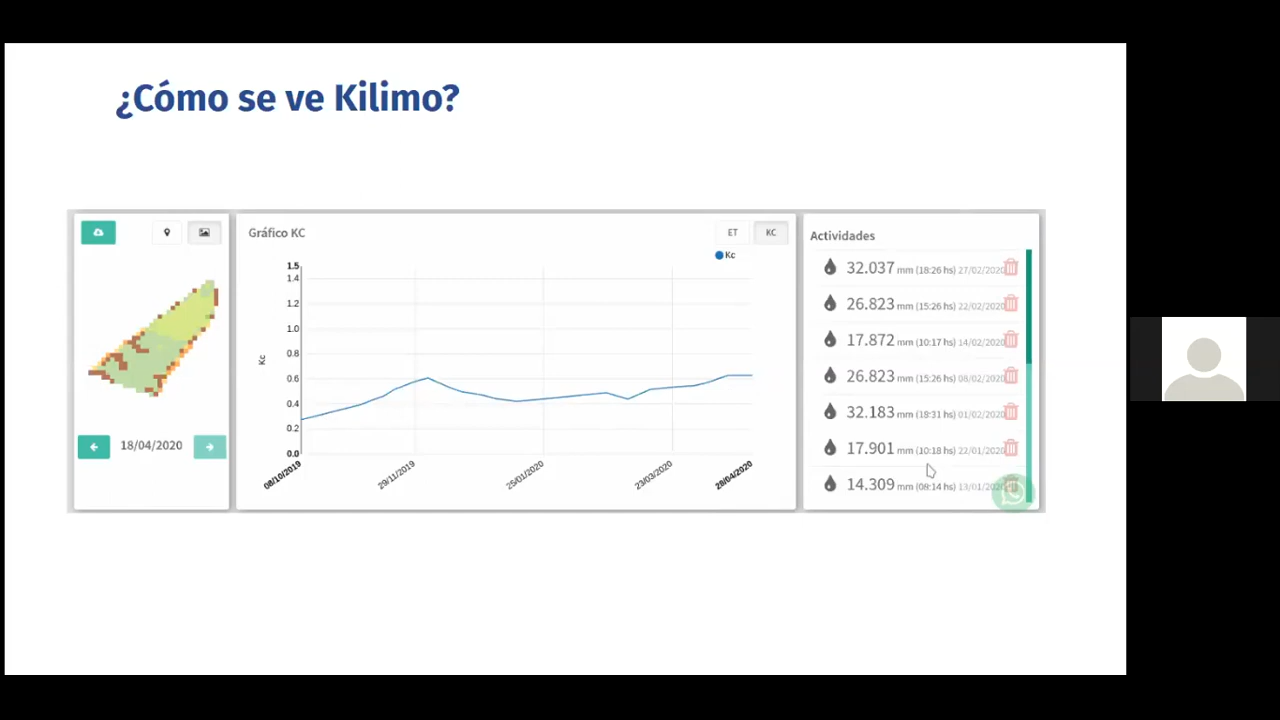 ¿Cómo se ve Kilimo?
18/04/2020
Gráfico KC
ET
KC
Kc
1.5
1.4
1.2
1.0
0.8
0.6
0.4
0.2
0.0
Kc
08/10/2019
29/11/2019
25/01/2020
23/03/2020
28/04/2020
Actividades
32.037 mm (18:26 hs) 27/02/2020
26.823 mm (15:26 hs) 22/02/2020
17.872 mm (10:17 hs) 14/02/2020
26.823 mm (15:26 hs) 08/02/2020
32.183 mm (18:31 hs) 01/02/2020
17.901 mm (10:18 hs) 22/01/2020
14.309 mm (08:14 hs) 13/01/2020